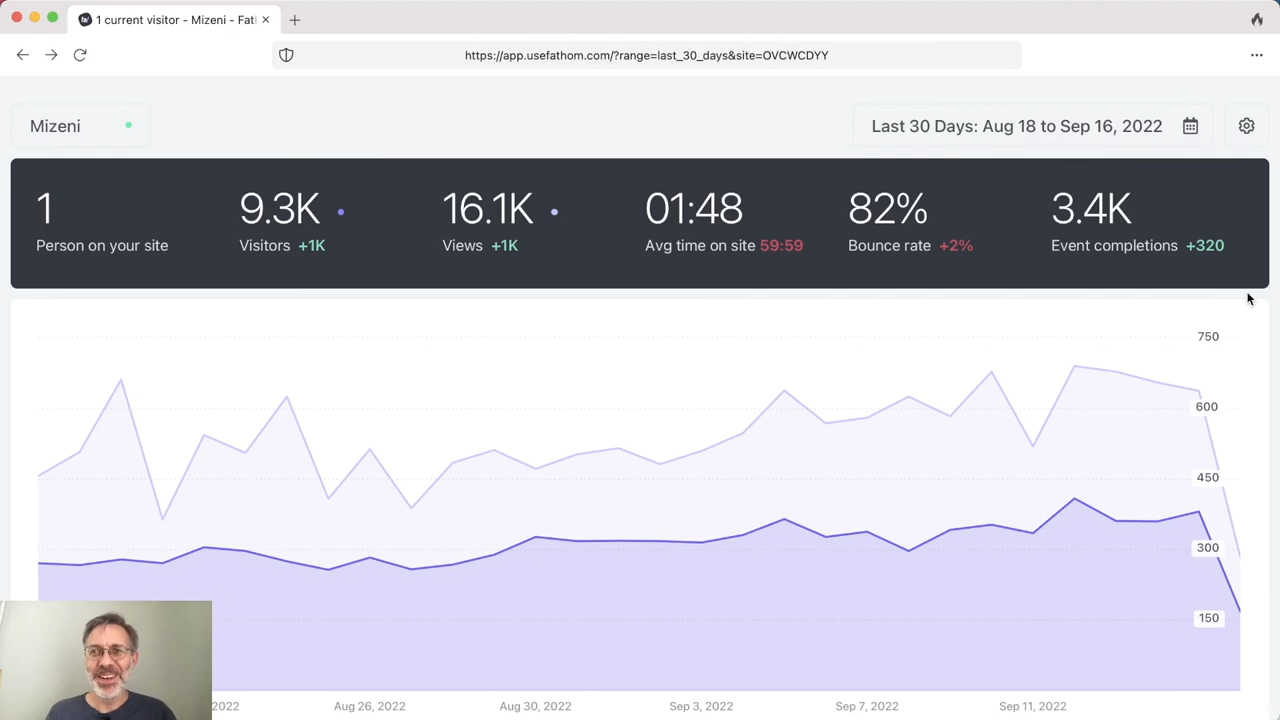 1 current visitor - Mizeni - Fat
https://app.usefathom.com/?range=last_30_days&site=OVCWCDYY
Mizeni
Last 30 Days: Aug 18 to Sep 16, 2022
1
Person on your site
9.3K
Visitors +1K
16.1K
Views +1K
01:48
Avg time on site 59:59
82%
Bounce rate +2%
3.4K
Event completions +320
750
600
450
300
150
2022
Aug 26, 2022
Aug 30, 2022
Sep 3, 2022
Sep 7, 2022
Sep 11, 2022